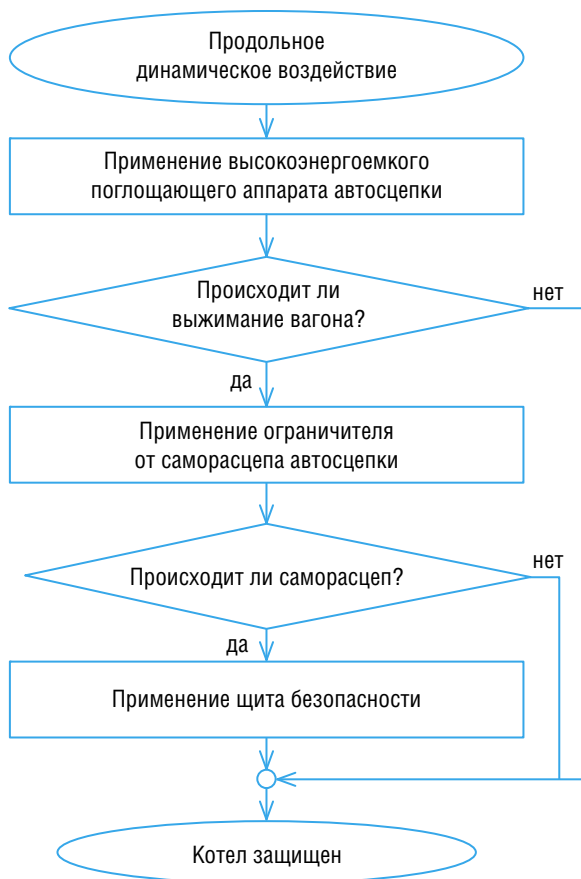 Продольное
динамическое воздействие
Применение высокоэнергоемкого
поглощающего аппарата автосцепки
Происходит ли
выжимание вагона?
нет
да
Применение ограничителя
от саморасцепа автосцепки
Происходит ли саморасцеп?
нет
да
Применение щита безопасности
Котел защищен